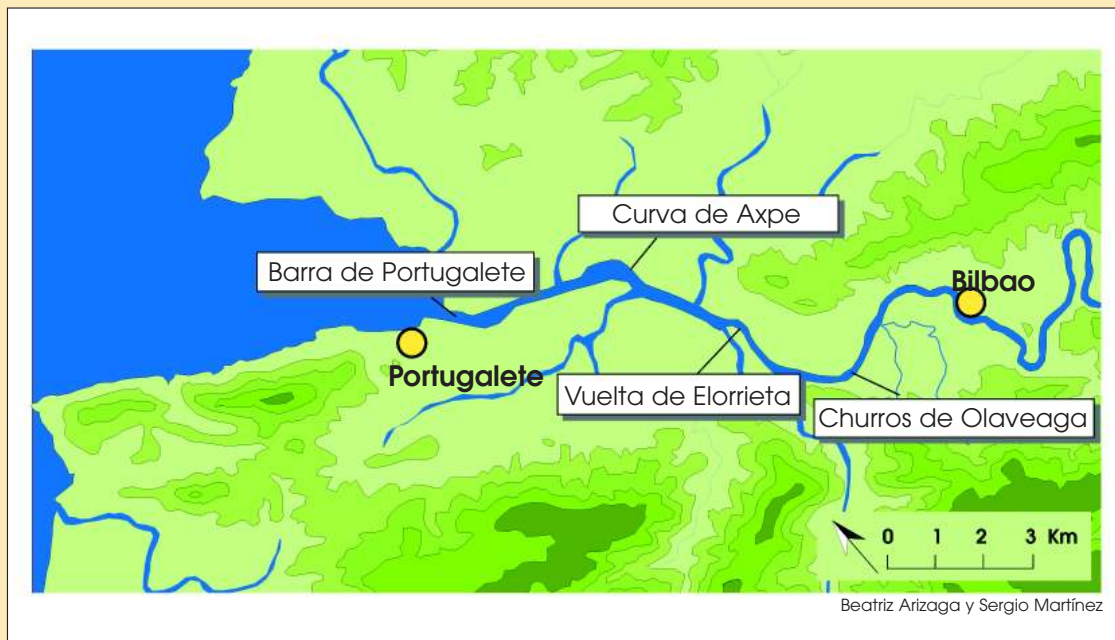 Curva de Axpe
Barra de Portugalete
Bilbao
Portugalete
Vuelta de Elorrieta
Churros de Olaveaga
0 1 2 3 Km
Beatriz Arizaga y Sergio Martínez